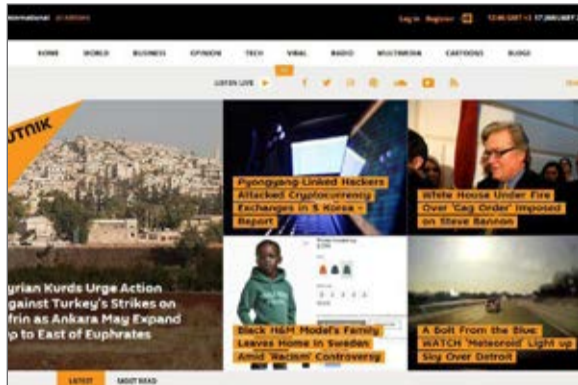 International
Log in Register 17 JANUARY
HOME WORLD BUSINESS OPINION TECH VIRAL RADIO MULTIMEDIA CARTOONS BLOGS
LISTEN LIVE
UTNIK
Pyongyang-Linked Hackers
Attacked Cryptocurrency
Exchanges in S Korea -
Report
White House Under Fire
Over 'Gag Order' Imposed
on Steve Bannon
yrian Kurds Urge Action
gainst Turkey's Strikes on
frin as Ankara May Expand
p to East of Euphrates
Black H&M Model's Family
Leaves Home in Sweden
Amid 'Racism' Controversy
A Bolt From the Blue:
WATCH 'Meteoroid' Light up
Sky Over Detroit
LATEST MOST READ